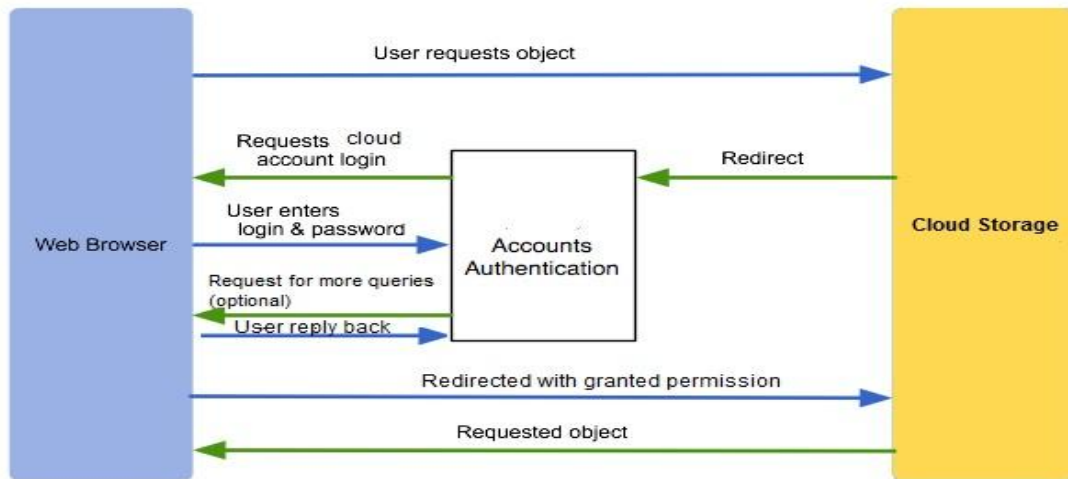 User requests object
Requests cloud
account login
Redirect
User enters
login & password
Web Browser
Accounts
Authentication
Cloud Storage
Request for more queries
(optional)
User reply back
Redirected with granted permission
Requested object